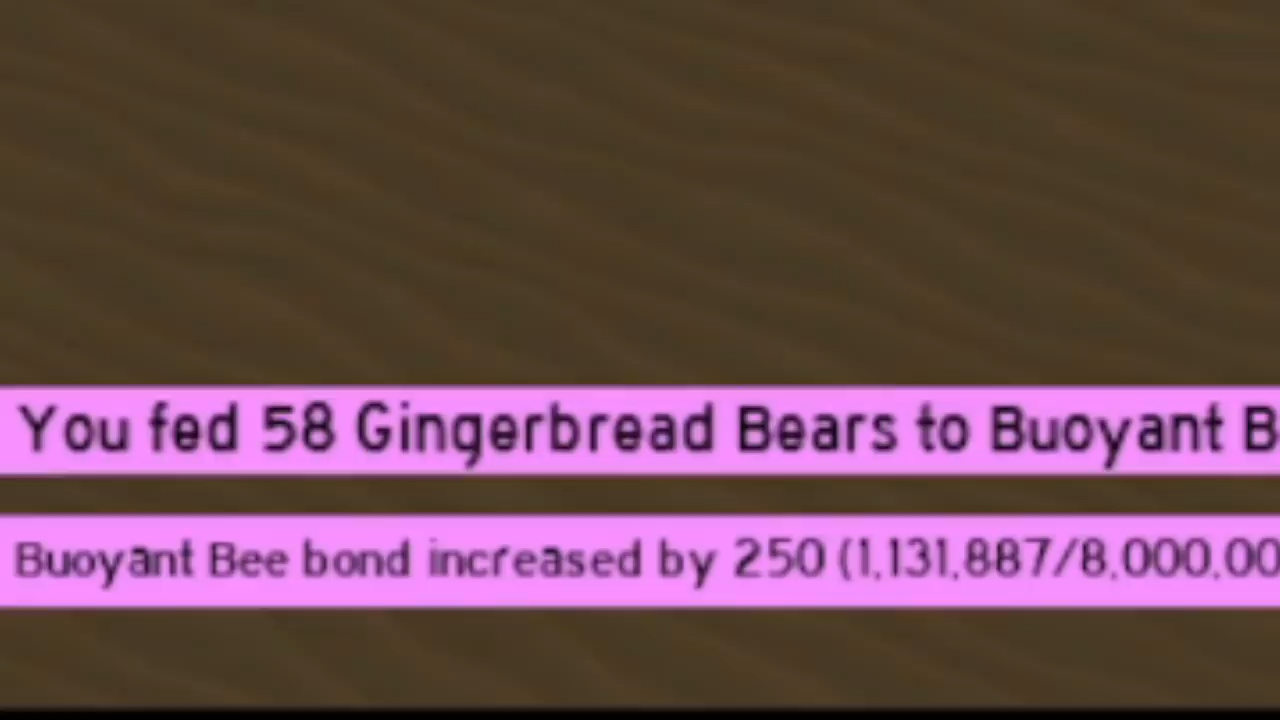 You fed 58 Gingerbread Bears to Buoyant B
Buoyant Bee bond increased by 250 (1,131,887/8,000,00